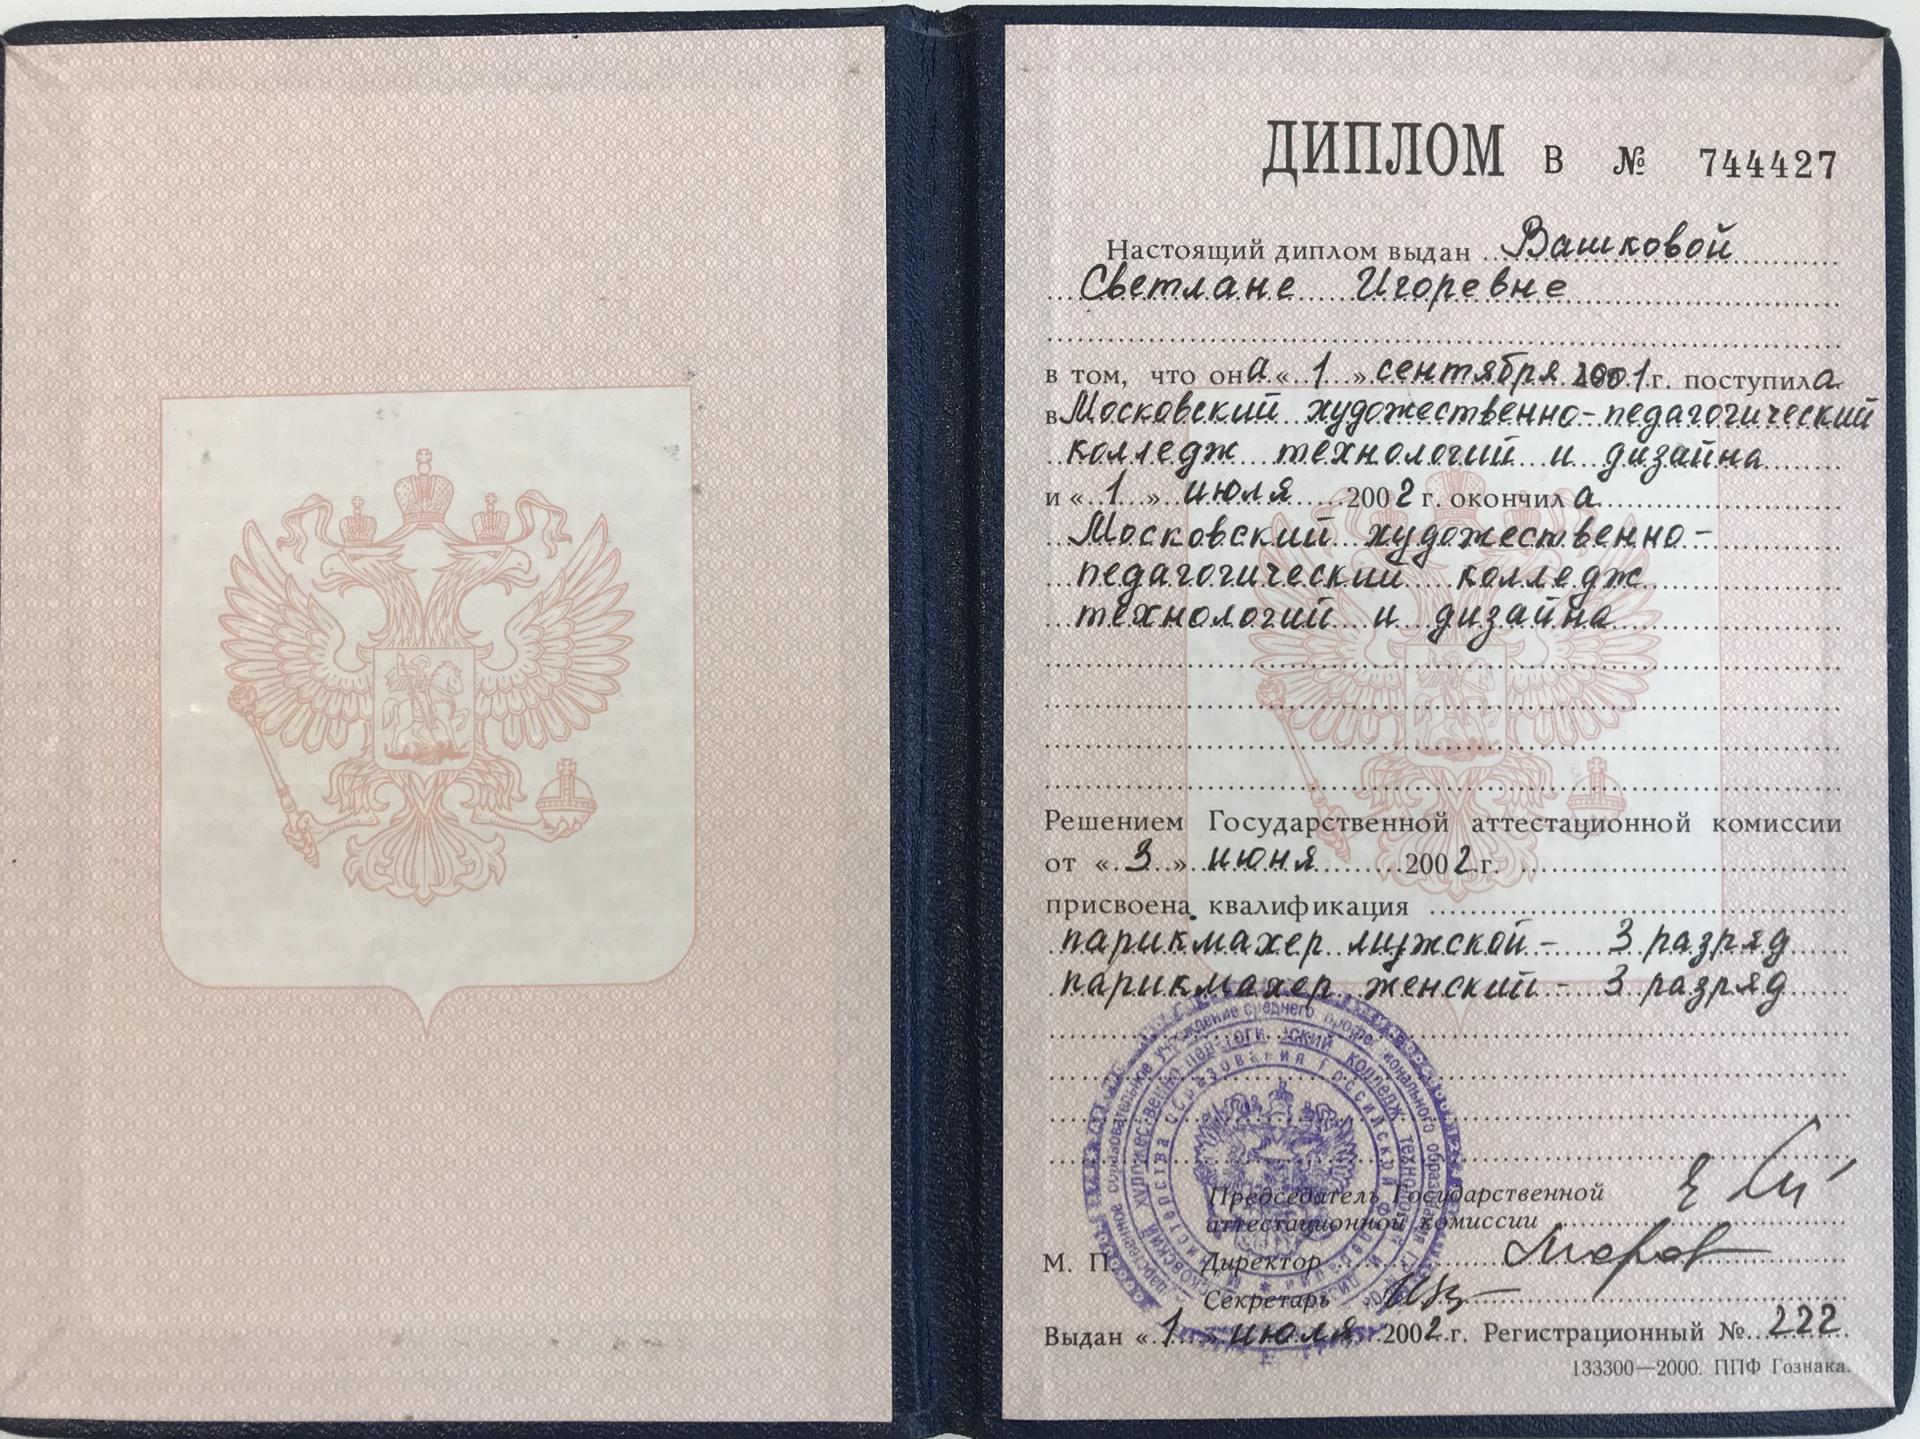 ДИПЛОМ В № 744427
Настоящий диплом выдан Вашковой
Светлане Игоревне
в том, что она «1» сентября 2001 г. поступила
в Московский художественно-педагогический
колледж технологий и дизайна
и «1» июля 2002 г. окончила
Московский художественно-
педагогический колледж
технологий и дизайна
Решением Государственной аттестационной комиссии
от «3» июня 2002 г.
присвоена квалификация
парикмахер мужской - 3 разряд
парикмахер женский - 3 разряд
Председатель Государственной
аттестационной комиссии
М. П. Директор
Секретарь
Выдан «1» июля 2002 г. Регистрационный № 222
133300—2000. ППФ Гознака.